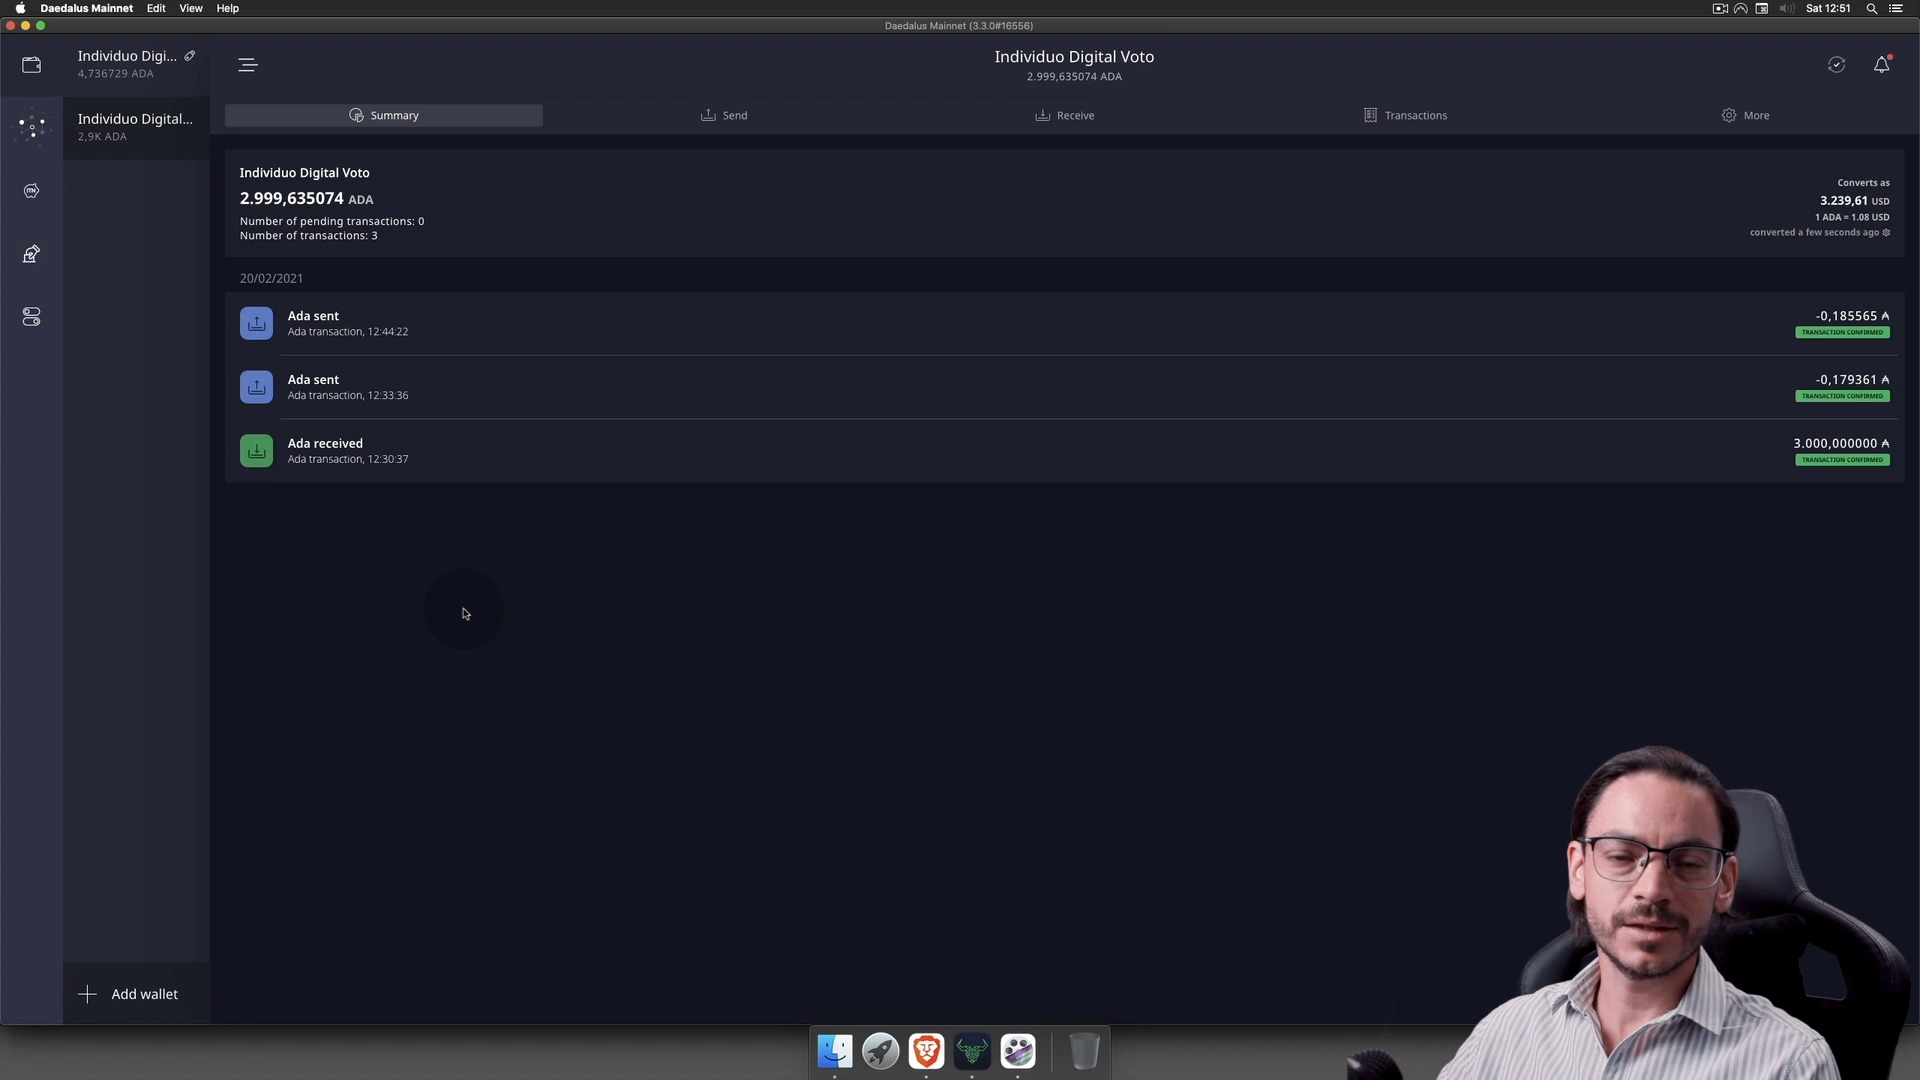 Daedalus Mainnet Edit View Help
Sat 12:51
Daedalus Mainnet (3.3.0#16556)
Individuo Digi...
4,736729 ADA
Individuo Digital...
2,9K ADA
Individuo Digital Voto
2.999,635074 ADA
Summary
Send
Receive
Transactions
More
Individuo Digital Voto
2.999,635074 ADA
Number of pending transactions: 0
Number of transactions: 3
Converts as
3.239,61 USD
1 ADA = 1.08 USD
converted a few seconds ago
20/02/2021
Ada sent
Ada transaction, 12:44:22
-0,185565 ₳
TRANSACTION CONFIRMED
Ada sent
Ada transaction, 12:33:36
-0,179361 ₳
TRANSACTION CONFIRMED
Ada received
Ada transaction, 12:30:37
3.000,000000 ₳
TRANSACTION CONFIRMED
Add wallet